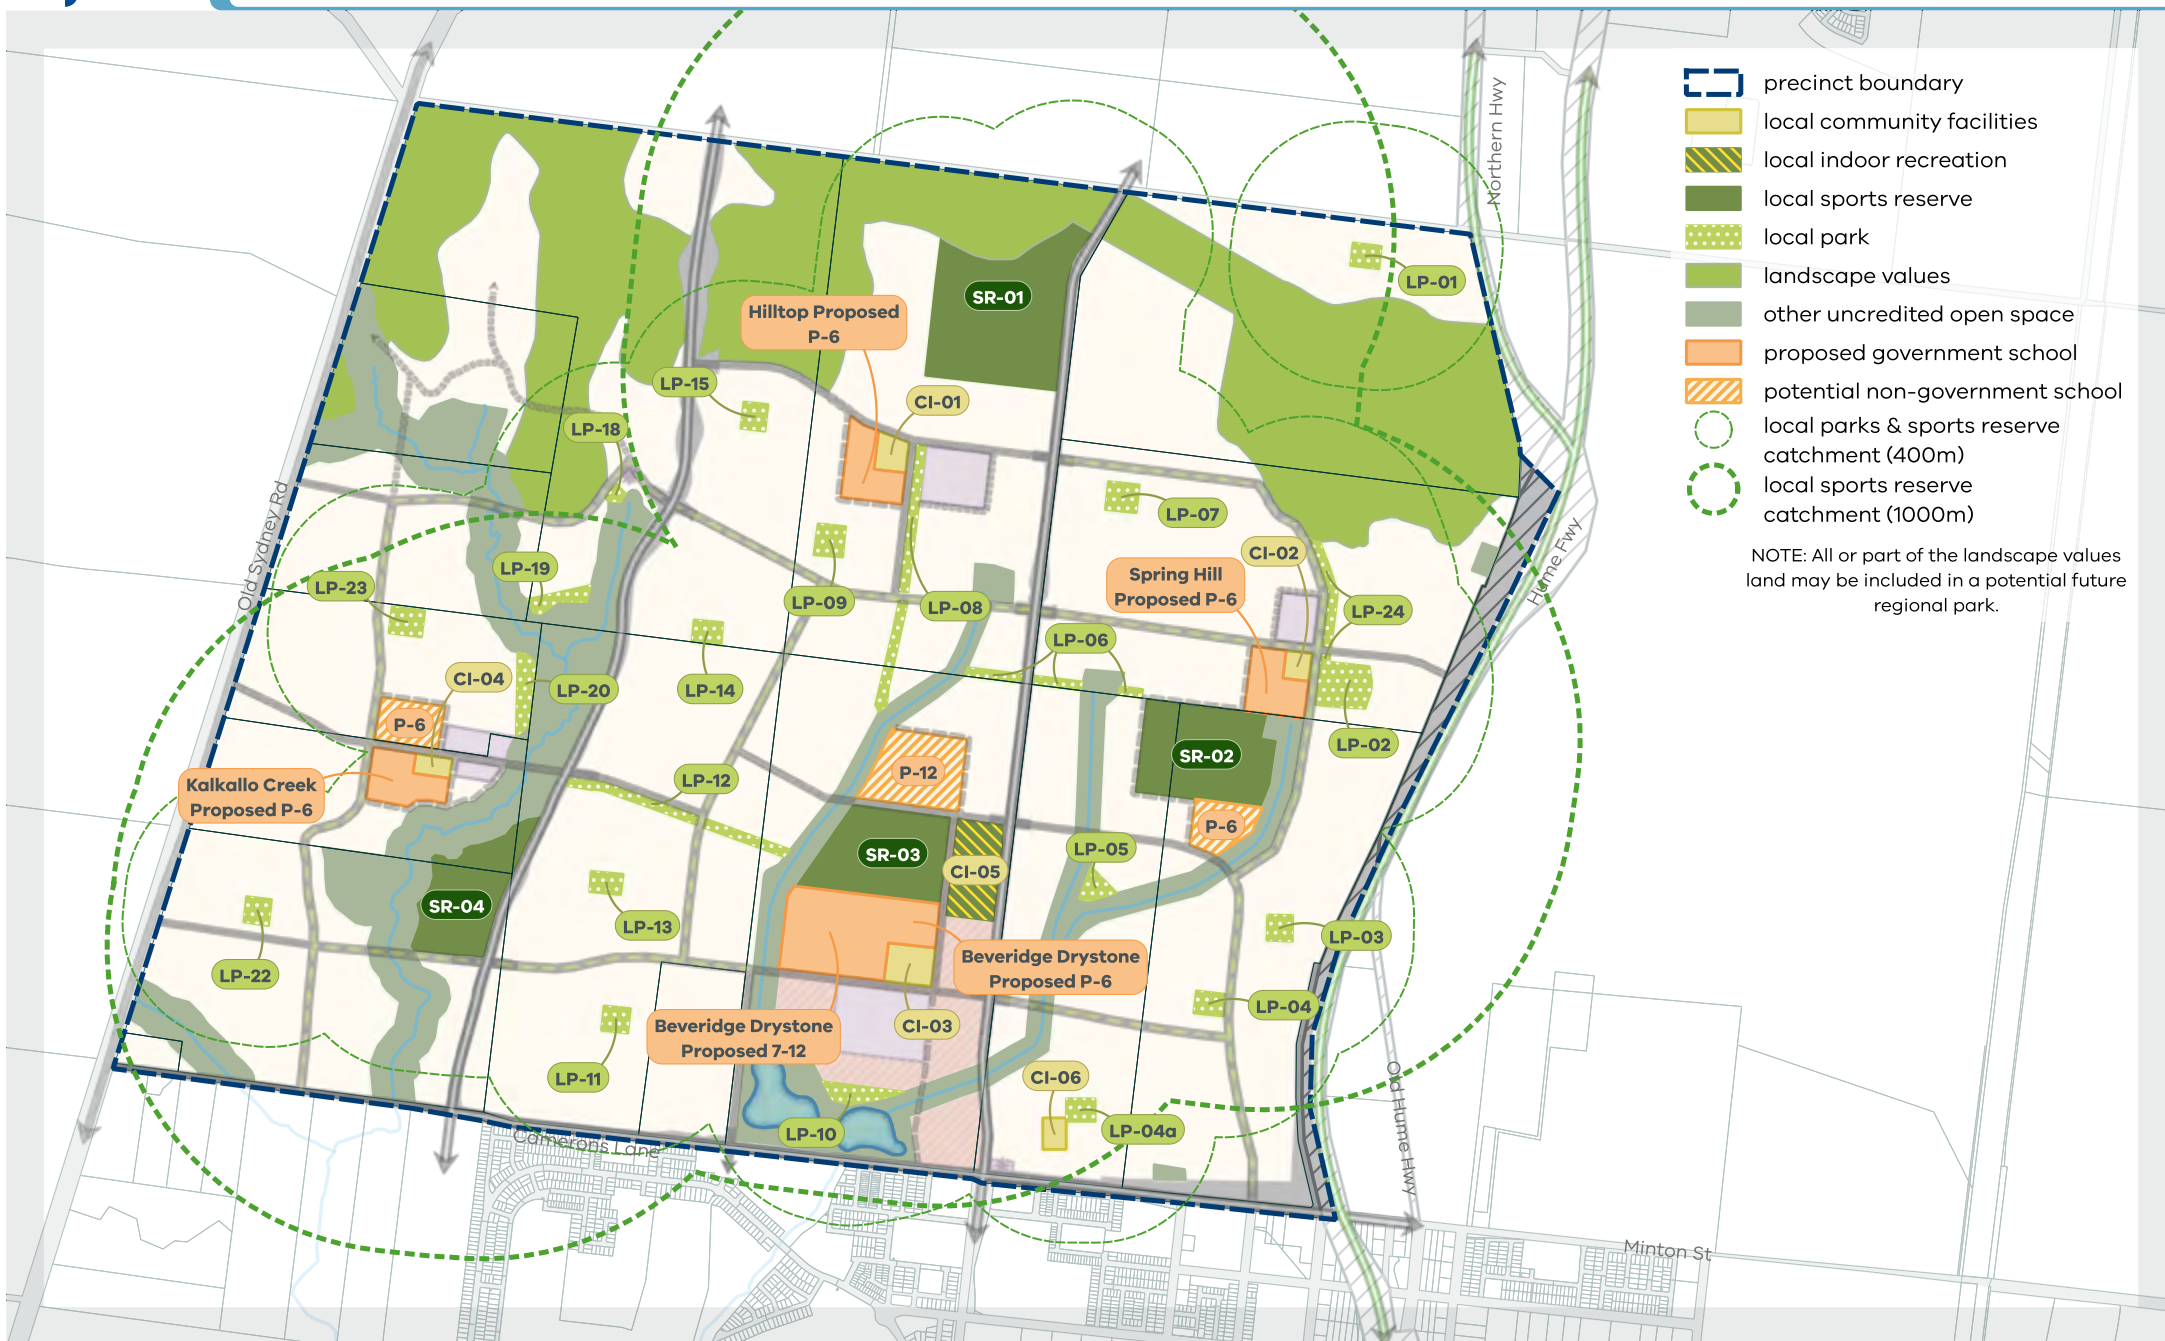 precinct boundary
local community facilities
local indoor recreation
local sports reserve
local park
landscape values
other uncredited open space
proposed government school
potential non-government school
local parks & sports reserve
catchment (400m)
local sports reserve
catchment (1000m)
NOTE: All or part of the landscape values
land may be included in a potential future
regional park.
Northern Hwy
LP-01
SR-01
Hilltop Proposed
P-6
LP-15
CI-01
LP-18
LP-07
Old Sydney Rd
Hume Fwy
CI-02
LP-19
LP-23
Spring Hill
Proposed P-6
LP-09
LP-08
LP-24
LP-06
CI-04
LP-20
LP-14
P-6
LP-02
SR-02
P-12
LP-12
Kalkallo Creek
Proposed P-6
P-6
SR-03
LP-05
CI-05
SR-04
LP-13
LP-03
LP-22
Beveridge Drystone
Proposed P-6
LP-04
Beveridge Drystone
Proposed 7-12
CI-03
LP-11
CI-06
Old Hume Hwy
LP-10
LP-04a
Camerons Lane
Minton St